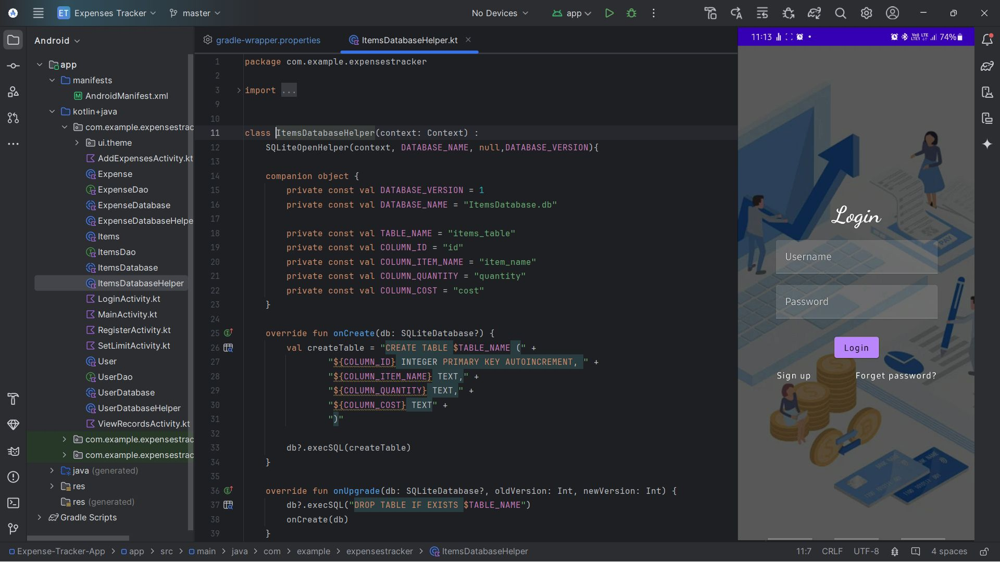 ET Expenses Tracker master No Devices app
Android
gradle-wrapper.properties
ItemsDatabaseHelper.kt
app
manifests
AndroidManifest.xml
kotlin+java
com.example.expensestrac
ui.theme
AddExpensesActivity.kt
Expense
ExpenseDao
ExpenseDatabase
ExpenseDatabaseHelpe
Items
ItemsDao
ItemsDatabase
ItemsDatabaseHelper
LoginActivity.kt
MainActivity.kt
RegisterActivity.kt
SetLimitActivity.kt
User
UserDao
UserDatabase
UserDatabaseHelper
ViewRecordsActivity.kt
com.example.expensestrac
com.example.expensestrac
java (generated)
res
res (generated)
Gradle Scripts
1 package com.example.expensestracker
2
3 import ...
9
10
11 class ItemsDatabaseHelper(context: Context) :
12 SQLiteOpenHelper(context, DATABASE_NAME, null,DATABASE_VERSION){
13
14 companion object {
15 private const val DATABASE_VERSION = 1
16 private const val DATABASE_NAME = "ItemsDatabase.db"
17
18 private const val TABLE_NAME = "items_table"
19 private const val COLUMN_ID = "id"
20 private const val COLUMN_ITEM_NAME = "item_name"
21 private const val COLUMN_QUANTITY = "quantity"
22 private const val COLUMN_COST = "cost"
23 }
24
25 override fun onCreate(db: SQLiteDatabase?) {
26 val createTable = "CREATE TABLE $TABLE_NAME (" +
27 "${COLUMN_ID} INTEGER PRIMARY KEY AUTOINCREMENT, " +
28 "${COLUMN_ITEM_NAME} TEXT," +
29 "${COLUMN_QUANTITY} TEXT," +
30 "${COLUMN_COST} TEXT" +
31 ")"
32
33 db?.execSQL(createTable)
34 }
35
36 override fun onUpgrade(db: SQLiteDatabase?, oldVersion: Int, newVersion: Int) {
37 db?.execSQL("DROP TABLE IF EXISTS $TABLE_NAME")
38 onCreate(db)
39 }
11:13 Vo) LTE LTE1 74%
Login
PAY
Username
Password
Login
Sign up Forget password?
BANK NAME
Expense-Tracker-App > app > src > main > java > com > example > expensestracker > ItemsDatabaseHelper
11:7 CRLF UTF-8 4 spaces